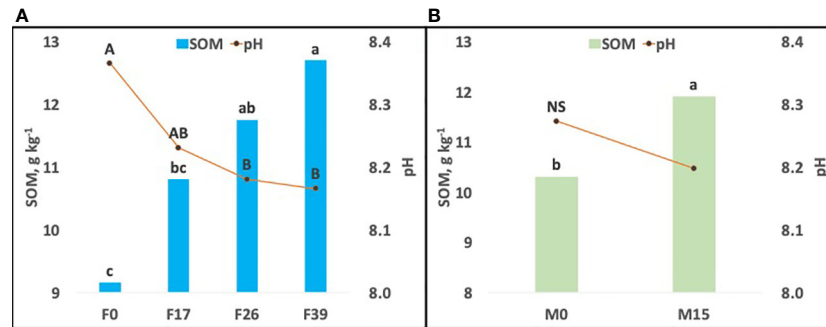 A
SOM pH
13
12
11
10
9
SOM, g kg-1
8.4
8.3
8.2
8.1
8.0
pH
A
AB
B
B
c
bc
ab
a
F0 F17 F26 F39
B
SOM pH
13
12
11
10
9
8
SOM, g kg-1
8.4
8.3
8.2
8.1
8.0
pH
NS
b
a
M0 M15